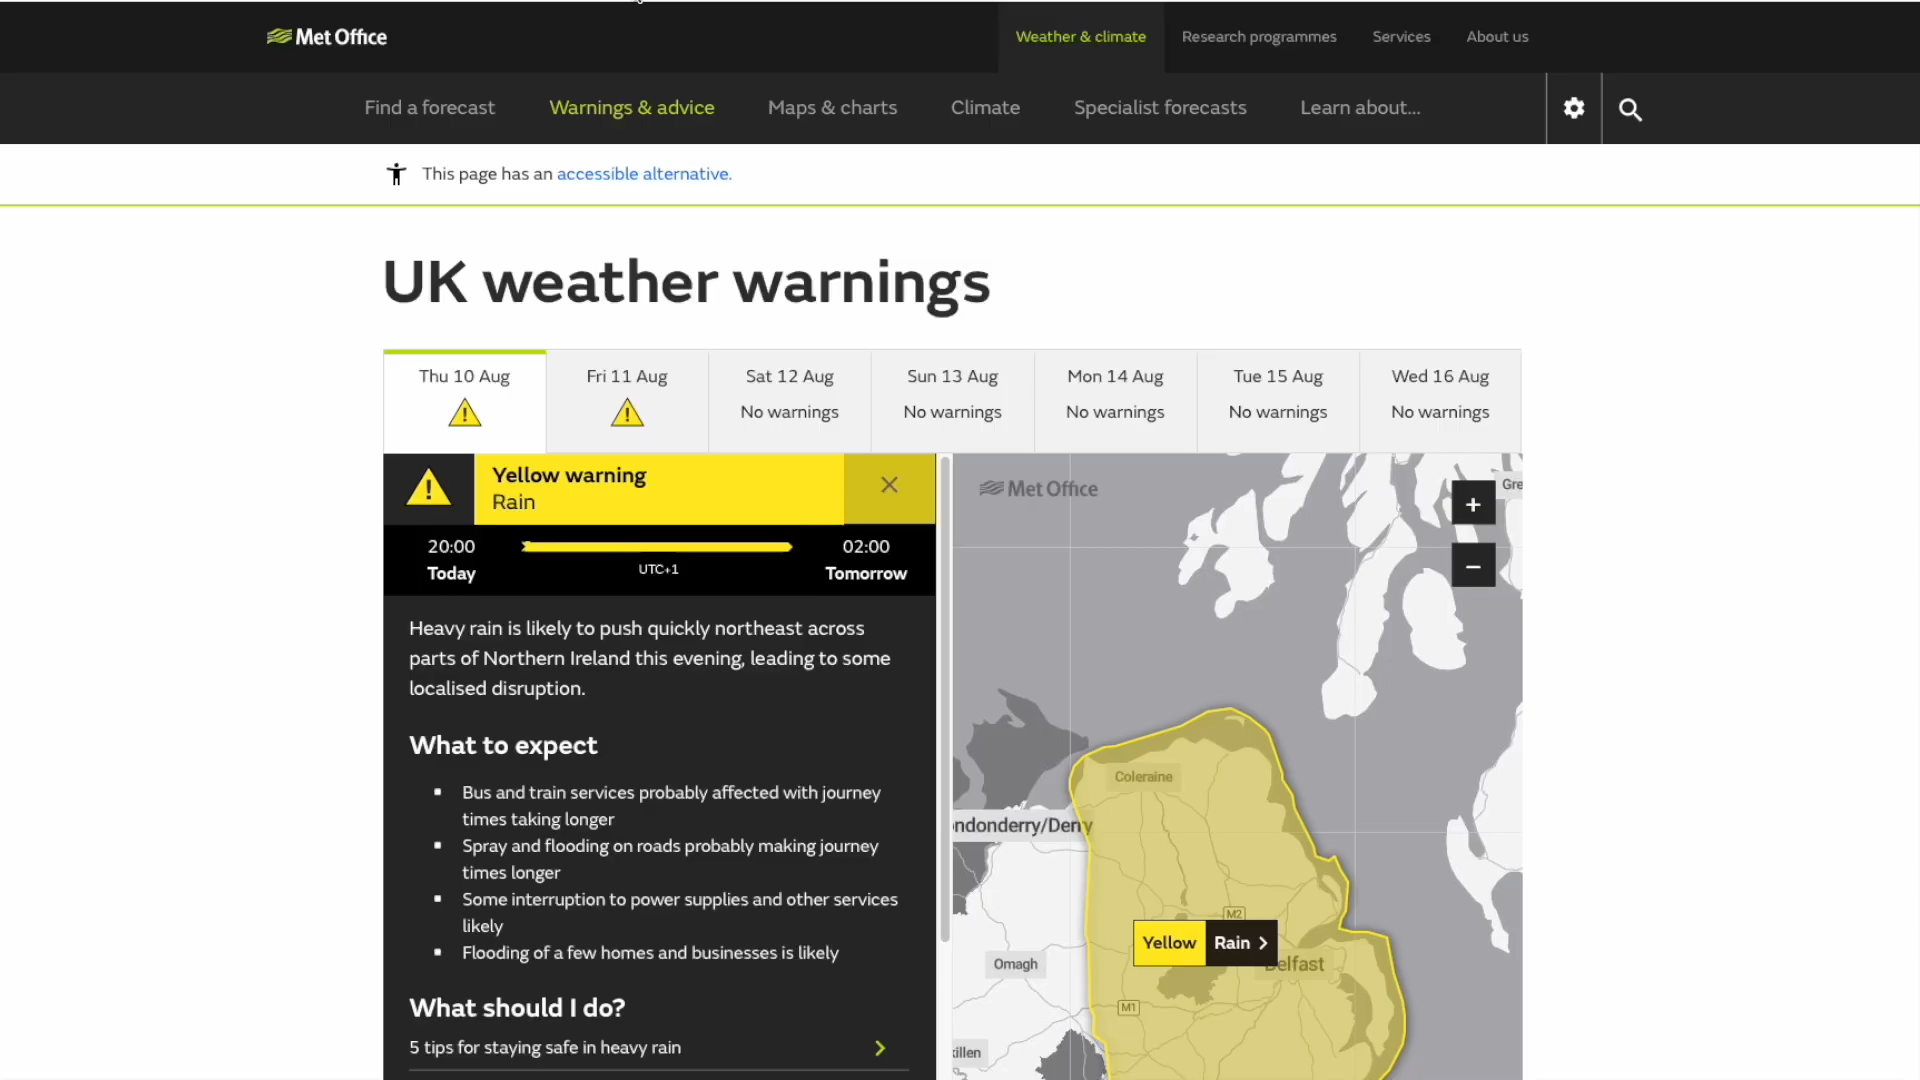 Met Office
Weather & climate
Research programmes
Services
About us
Find a forecast
Warnings & advice
Maps & charts
Climate
Specialist forecasts
Learn about...
This page has an accessible alternative.
UK weather warnings
Thu 10 Aug
Fri 11 Aug
Sat 12 Aug
No warnings
Sun 13 Aug
No warnings
Mon 14 Aug
No warnings
Tue 15 Aug
No warnings
Wed 16 Aug
No warnings
Yellow warning
Rain
20:00
Today
UTC+1
02:00
Tomorrow
Heavy rain is likely to push quickly northeast across
parts of Northern Ireland this evening, leading to some
localised disruption.
What to expect
Bus and train services probably affected with journey
times taking longer
Spray and flooding on roads probably making journey
times longer
Some interruption to power supplies and other services
likely
Flooding of a few homes and businesses is likely
What should I do?
5 tips for staying safe in heavy rain
Met Office
Gre
+
−
Coleraine
ndonderry/Derry
M2
Yellow Rain
Belfast
Omagh
M1
killen